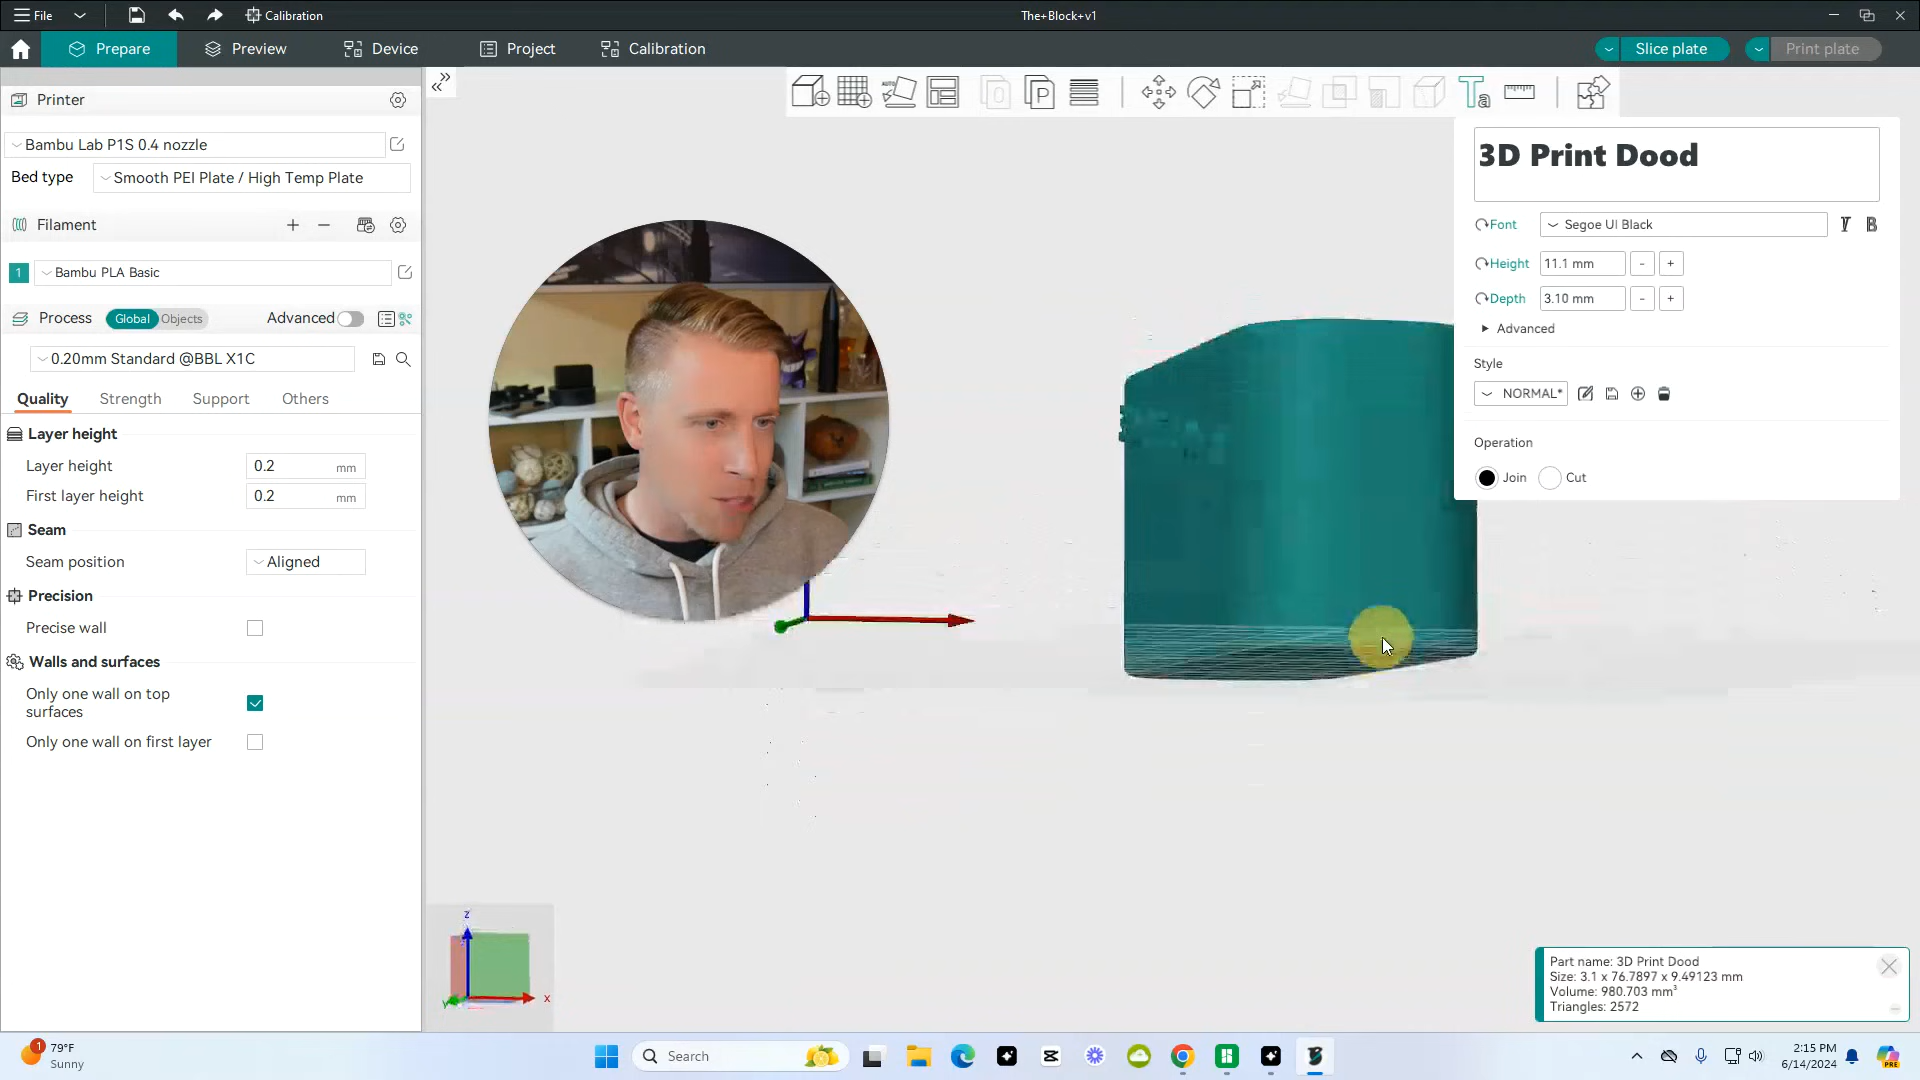 File
Calibration
The+Block+v1
Prepare
Preview
Device
Project
Calibration
Slice plate
Print plate
Printer
Bambu Lab P1S 0.4 nozzle
Bed type
Smooth PEI Plate / High Temp Plate
Filament
1
Bambu PLA Basic
Process
Global
Objects
Advanced
0.20mm Standard @BBL X1C
Quality
Strength
Support
Others
Layer height
Layer height
0.2 mm
First layer height
0.2 mm
Seam
Seam position
Aligned
Precision
Precise wall
Walls and surfaces
Only one wall on top
surfaces
Only one wall on first layer
3D Print Dood
Font
Segoe UI Black
Height
11.1 mm
- +
Depth
3.10 mm
- +
Advanced
Style
NORMAL*
Operation
Join
Cut
z
y
x
Part name: 3D Print Dood
Size: 3.1 x 76.7897 x 9.49123 mm
Volume: 980.703 mm³
Triangles: 2572
1
79°F
Sunny
Search
2:15 PM
6/14/2024
PRE